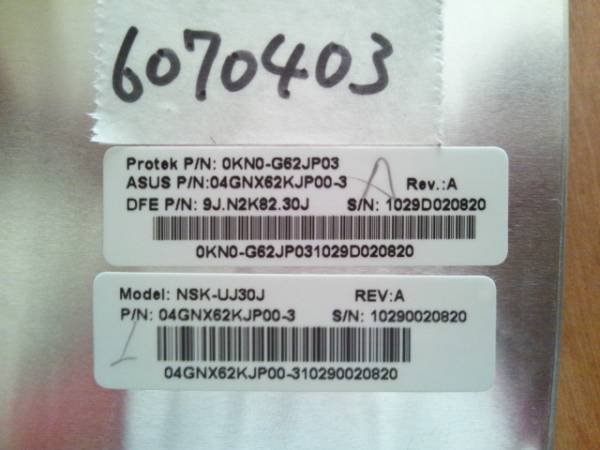 6070403
Protek P/N: 0KN0-G62JP03
ASUS P/N:04GNX62KJP00-3 A Rev.:A
DFE P/N: 9J.N2K82.30J S/N: 1029D020820
0KN0-G62JP031029D020820
Model: NSK-UJ30J REV:A
P/N: 04GNX62KJP00-3 S/N: 10290020820
04GNX62KJP00-310290020820